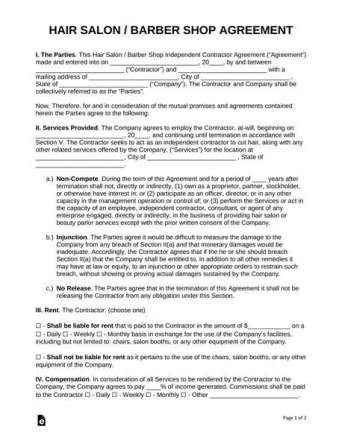 HAIR SALON / BARBER SHOP AGREEMENT
I. The Parties. This Hair Salon / Barber Shop Independent Contractor Agreement ("Agreement")
made and entered into on ____________________, 20____, by and between
____________________ ("Contractor") and ____________________ with a
mailing address of ____________________, City of ____________________,
State of ____________________ ("Company"). The Contractor and Company shall be
collectively referred to as the "Parties".
Now, Therefore, for and in consideration of the mutual promises and agreements contained
herein the Parties agree to the following:
II. Services Provided. The Company agrees to employ the Contractor, at-will, beginning on
____________________, 20____, and continuing until termination in accordance with
Section V. The Contractor seeks to act as an independent contractor to cut hair, along with any
other related services offered by the Company, ("Services") for the location at
____________________, City of ____________________, State of
____________________.
a.) Non-Compete. During the term of this Agreement and for a period of ____ years after
termination shall not, directly or indirectly, (1) own as a proprietor, partner, stockholder,
or otherwise have interest in; or (2) participate as an officer, director, or in any other
capacity in the management operation or control of; or (3) perform the Services or act in
the capacity of an employee, independent contractor, consultant, or agent of any
enterprise engaged, directly or indirectly, in the business of providing hair salon or
beauty parlor services except with the prior written consent of the Company.
b.) Injunction. The Parties agree it would be difficult to measure the damage to the
Company from any breach of Section II(a) and that monetary damages would be
inadequate. Accordingly, the Contractor agrees that if he or she should breach
Section II(a) that the Company shall be entitled to, in addition to all other remedies it
may have at law or equity, to an injunction or other appropriate orders to restrain such
breach, without showing or proving actual damages sustained by the Company.
c.) No Release. The Parties agree that in the termination of this Agreement it shall not be
releasing the Contractor from any obligation under this Section.
III. Rent. The Contractor: (choose one)
☐ - Shall be liable for rent that is paid to the Contractor in the amount of $____________ on a
☐ - Daily ☐ - Weekly ☐ - Monthly basis in exchange for the use of the Company's facilities,
including but not limited to: chairs, salon booths, or any other equipment of the Company.
☐ - Shall not be liable for rent as it pertains to the use of the chairs, salon booths, or any other
equipment of the Company.
IV. Compensation. In consideration of all Services to be rendered by the Contractor to the
Company, the Company agrees to pay ____% of income generated. Commissions shall be paid
to the Contractor ☐ - Daily ☐ - Weekly ☐ - Monthly ☐ - Other ____________________.
Page 1 of 2